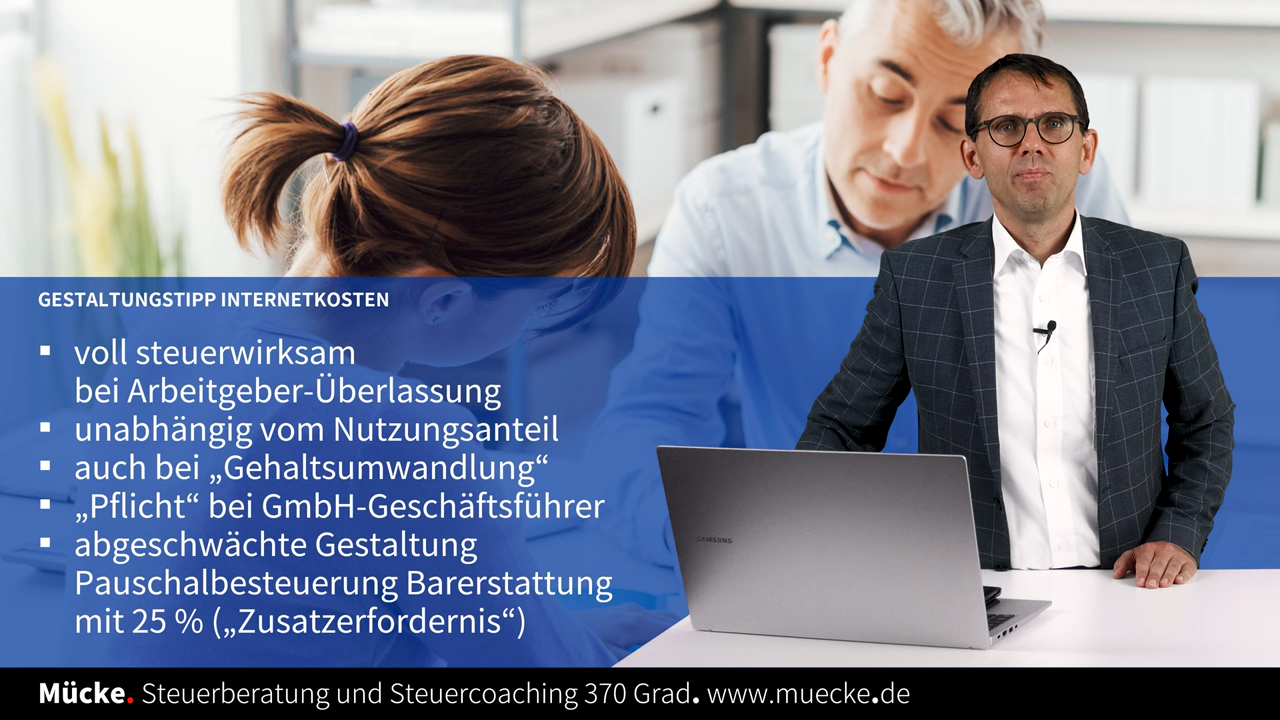 GESTALTUNGSTIPP INTERNETKOSTEN
▪ voll steuerwirksam
bei Arbeitgeber-Überlassung
▪ unabhängig vom Nutzungsanteil
▪ auch bei „Gehaltsumwandlung“
▪ „Pflicht“ bei GmbH-Geschäftsführer
▪ abgeschwächte Gestaltung
Pauschalbesteuerung Barerstattung
mit 25 % („Zusatzerfordernis“)
SAMSUNG
Mücke. Steuerberatung und Steuercoaching 370 Grad. www.muecke.de